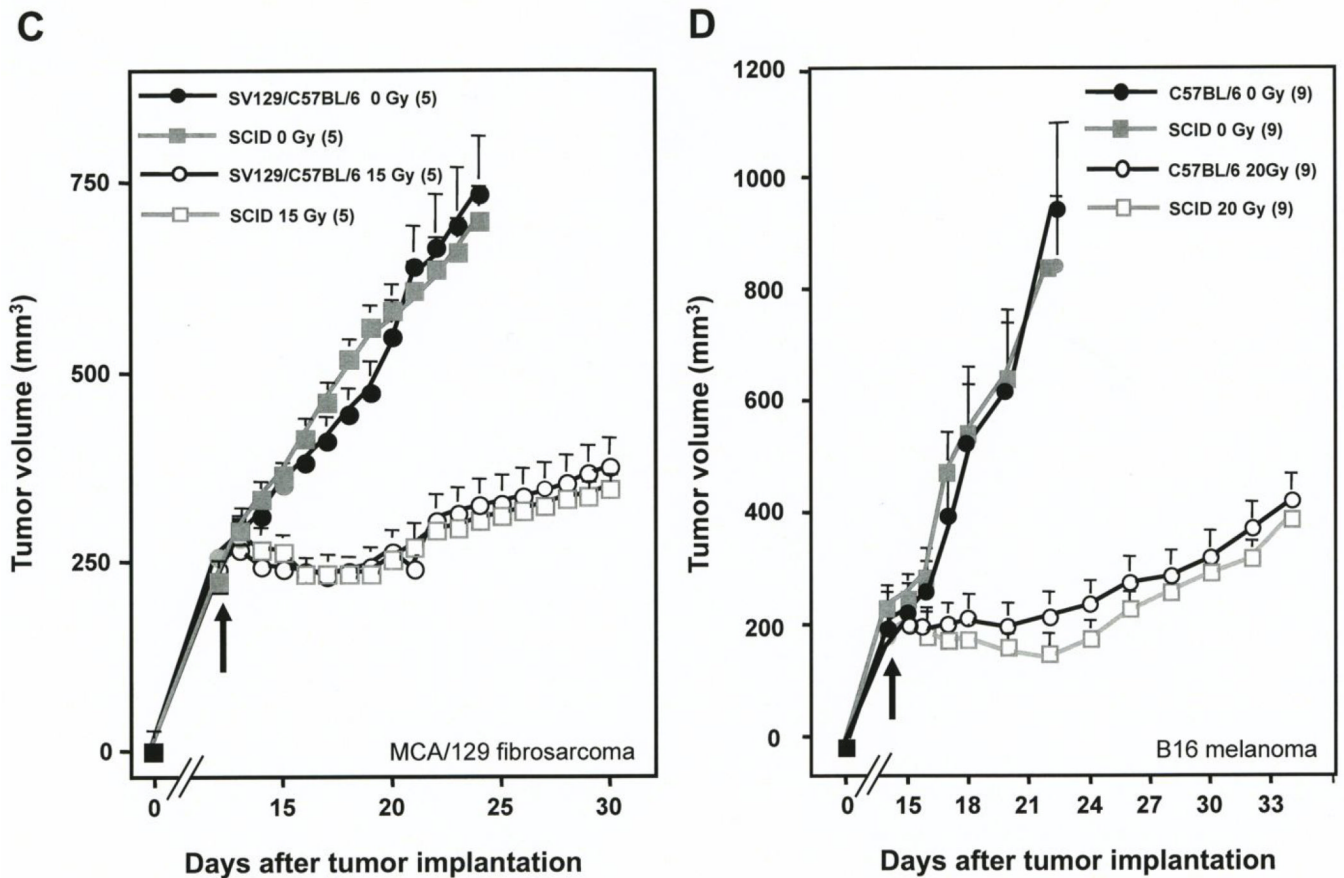 C
SV129/C57BL/6 0 Gy (5)
SCID 0 Gy (5)
SV129/C57BL/6 15 Gy (5)
SCID 15 Gy (5)
750
500
250
0
Tumor volume (mm³)
MCA/129 fibrosarcoma
0 15 20 25 30
Days after tumor implantation
D
C57BL/6 0 Gy (9)
SCID 0 Gy (9)
C57BL/6 20Gy (9)
SCID 20 Gy (9)
1200
1000
800
600
400
200
0
Tumor volume (mm³)
B16 melanoma
0 15 18 21 24 27 30 33
Days after tumor implantation